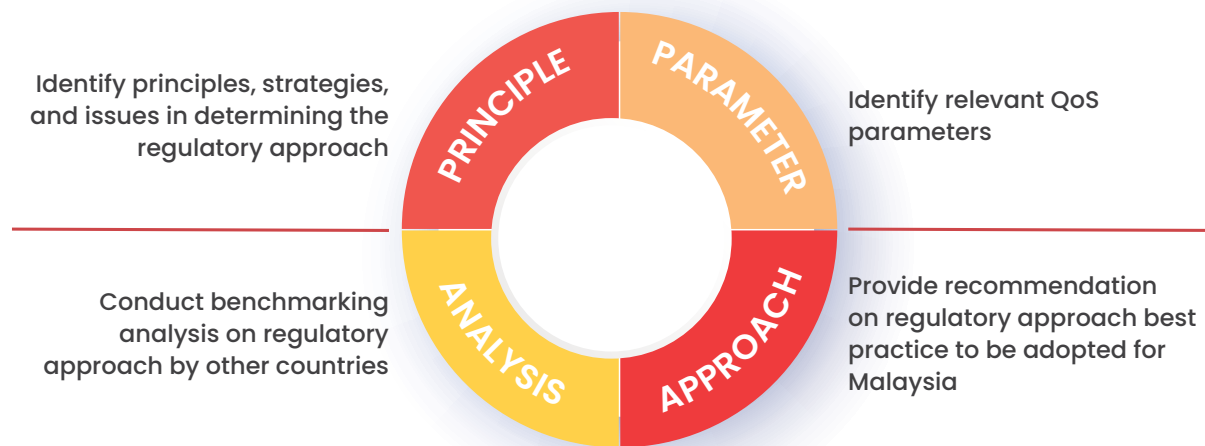 PRINCIPLE
Identify principles, strategies,
and issues in determining the
regulatory approach
PARAMETER
Identify relevant QoS
parameters
ANALYSIS
Conduct benchmarking
analysis on regulatory
approach by other countries
APPROACH
Provide recommendation
on regulatory approach best
practice to be adopted for
Malaysia